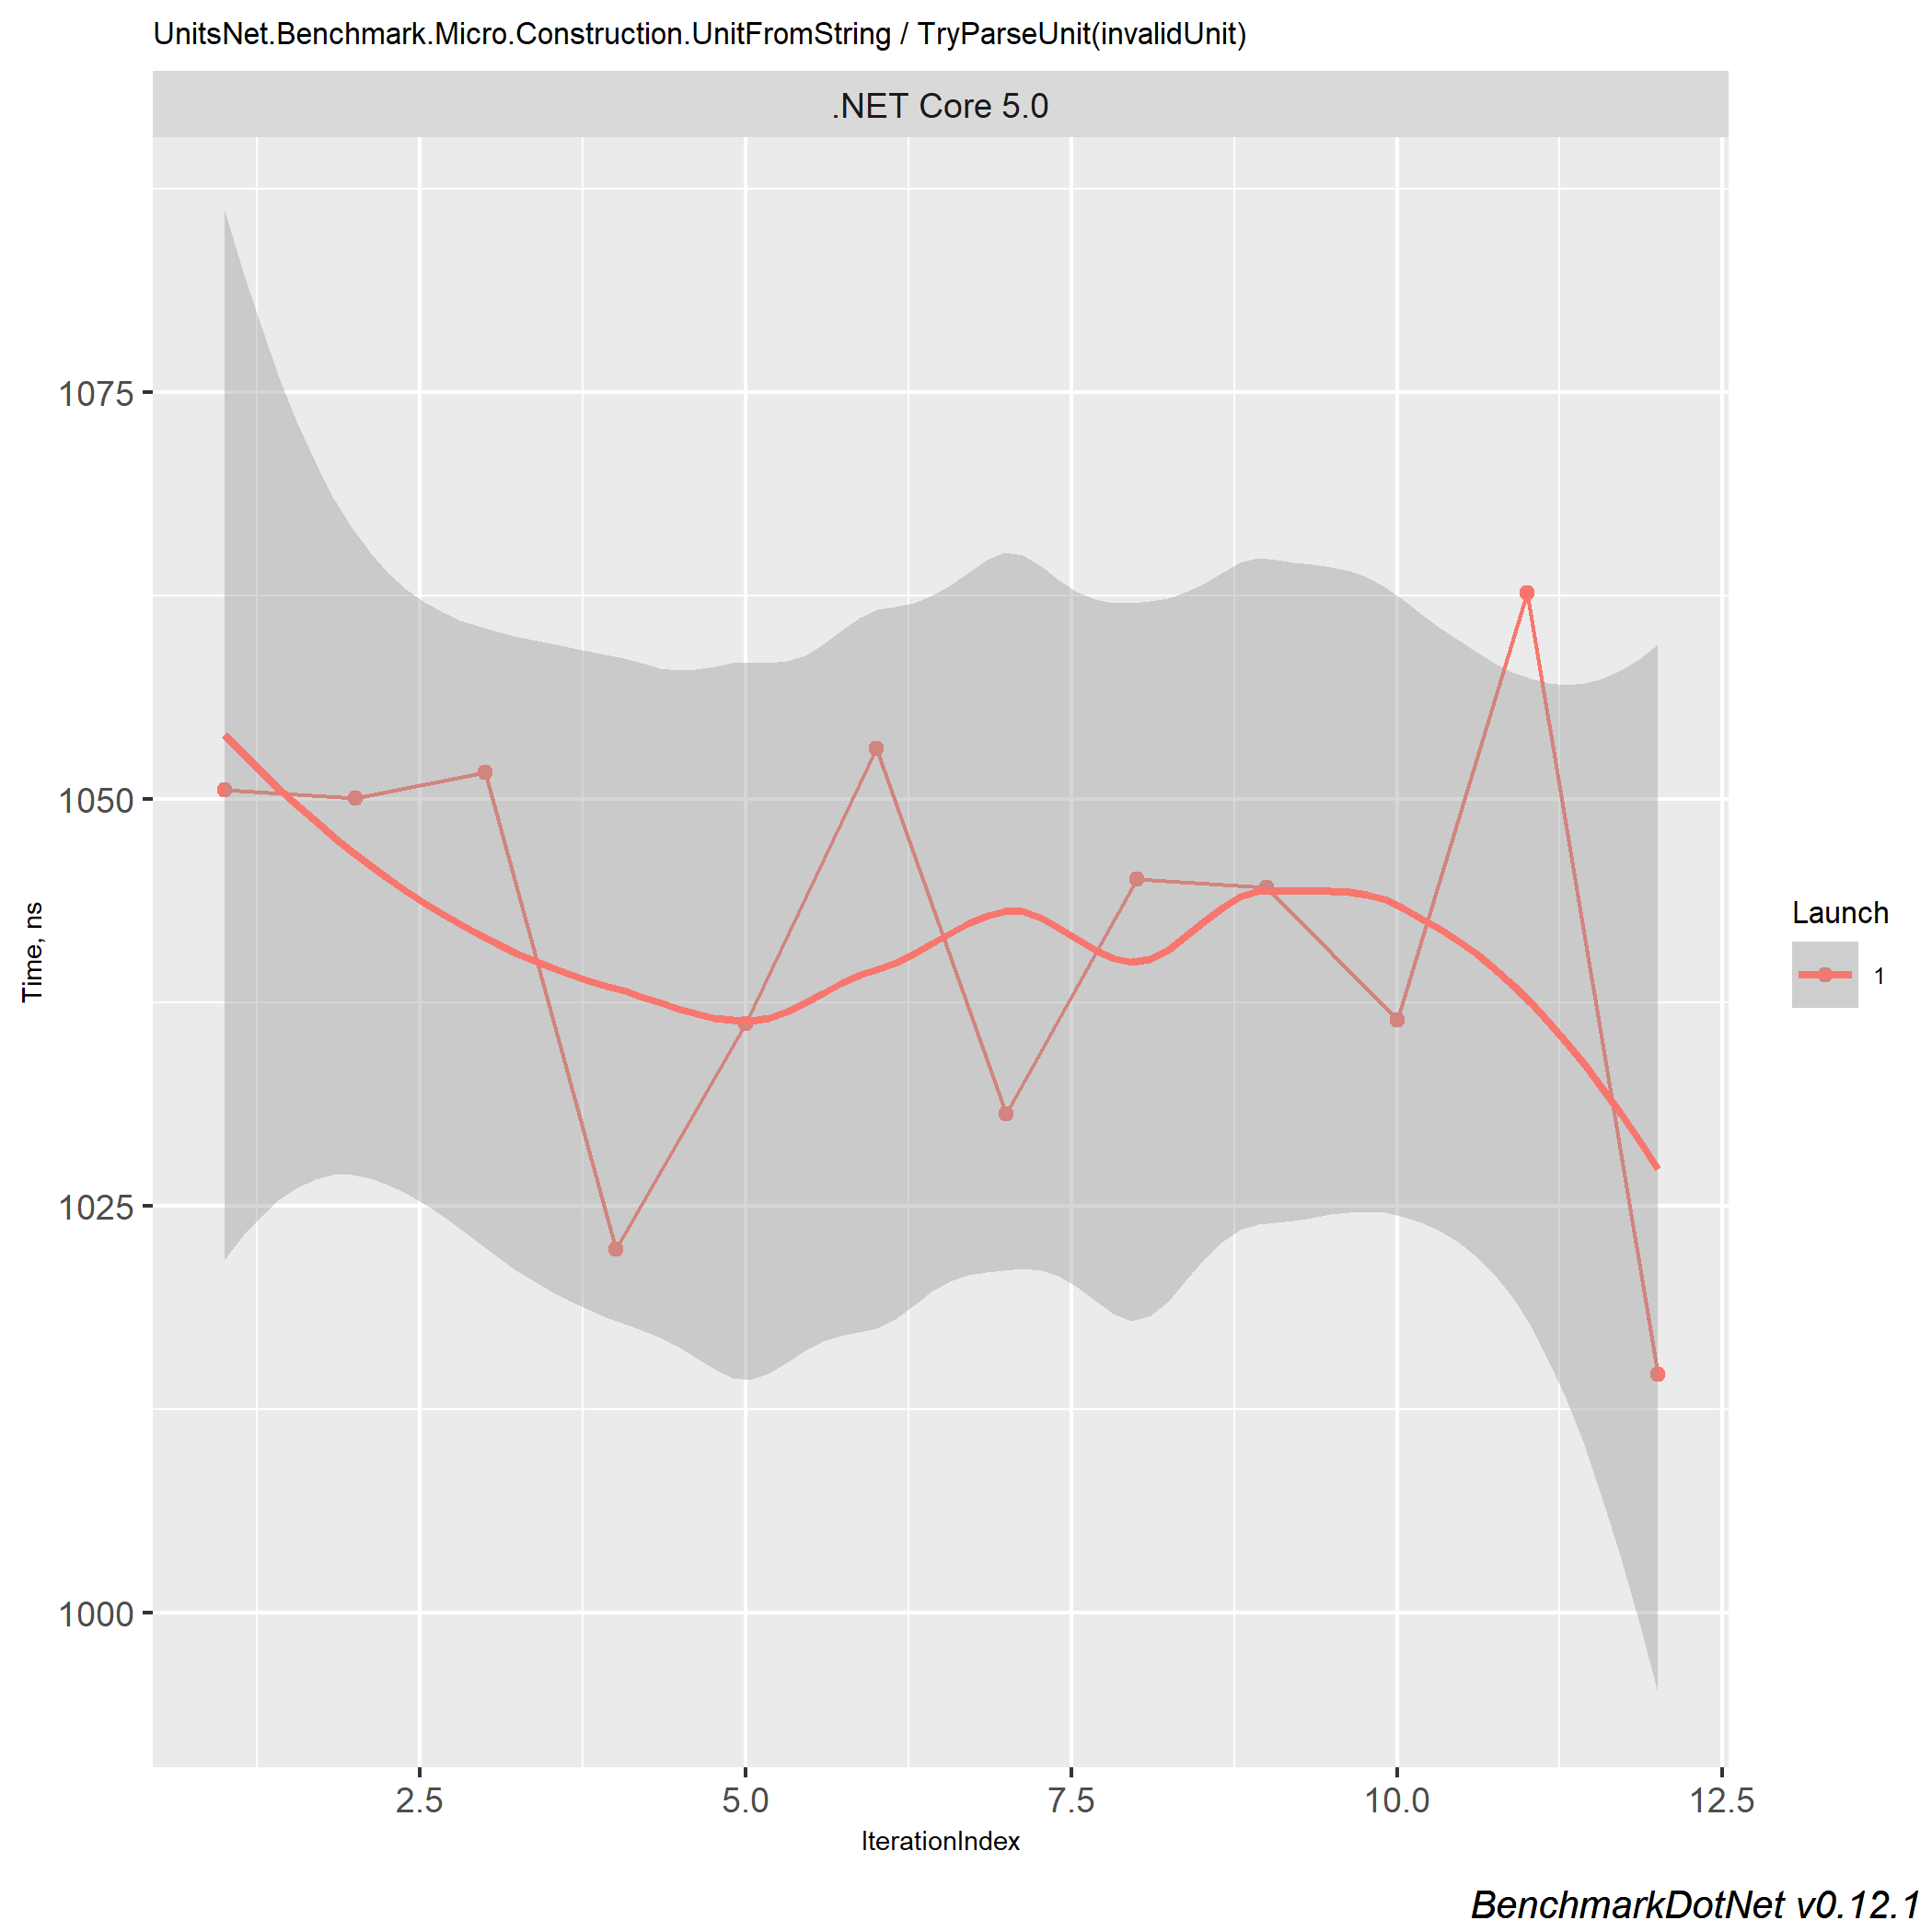 UnitsNet.Benchmark.Micro.Construction.UnitFromString / TryParseUnit(invalidUnit)
.NET Core 5.0
1075
1050
1025
1000
Time, ns
2.5 5.0 7.5 10.0 12.5
IterationIndex
Launch
1
BenchmarkDotNet v0.12.1